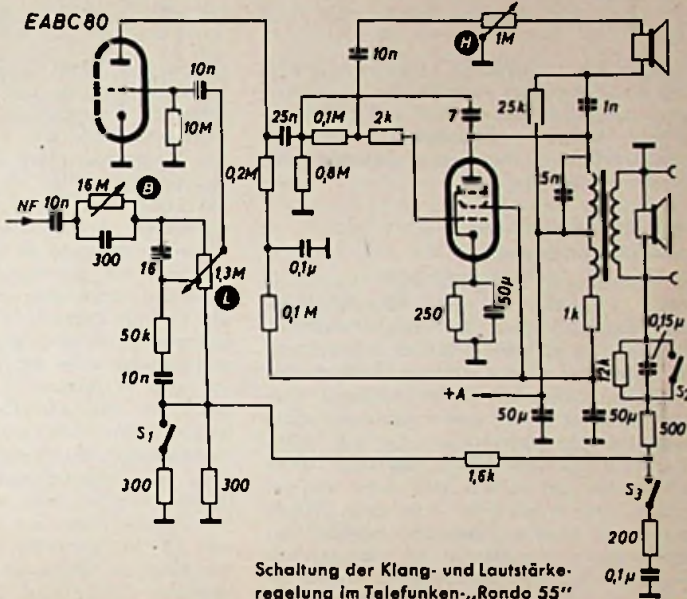 EABC80
10n
10M
H
1M
10n
25n
0,1M
2k
7
25k
1n
5n
0,2M
0,8M
16M
B
NF 10n
300
16
1,3M
L
0,1µ
0,1M
250
50µ
1k
0,15µ
12k
S2
50k
10n
+A
50µ
50µ
500
S1
1,6k
S3
300
300
200
0,1µ
Schaltung der Klang- und Lautstärke-
regelung im Telefunken-„Rondo 55"